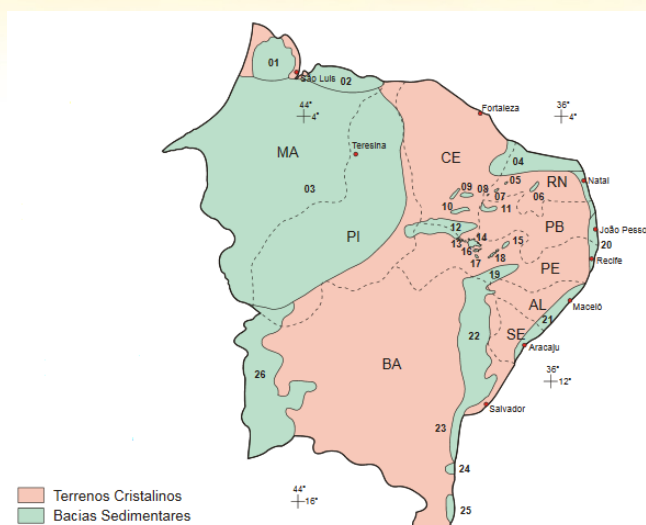 01
São Luis
02
44°
4°
Fortaleza
36°
4°
MA
Teresina
CE
04
03
05
RN
Natal
09
08
07
06
10
11
PI
12
PB
João Pesso
13
14
15
20
16
17
18
PE
Recife
19
AL
Maceió
21
22
SE
Aracaju
26
BA
36°
12°
Salvador
23
24
44°
16°
25
Terrenos Cristalinos
Bacias Sedimentares